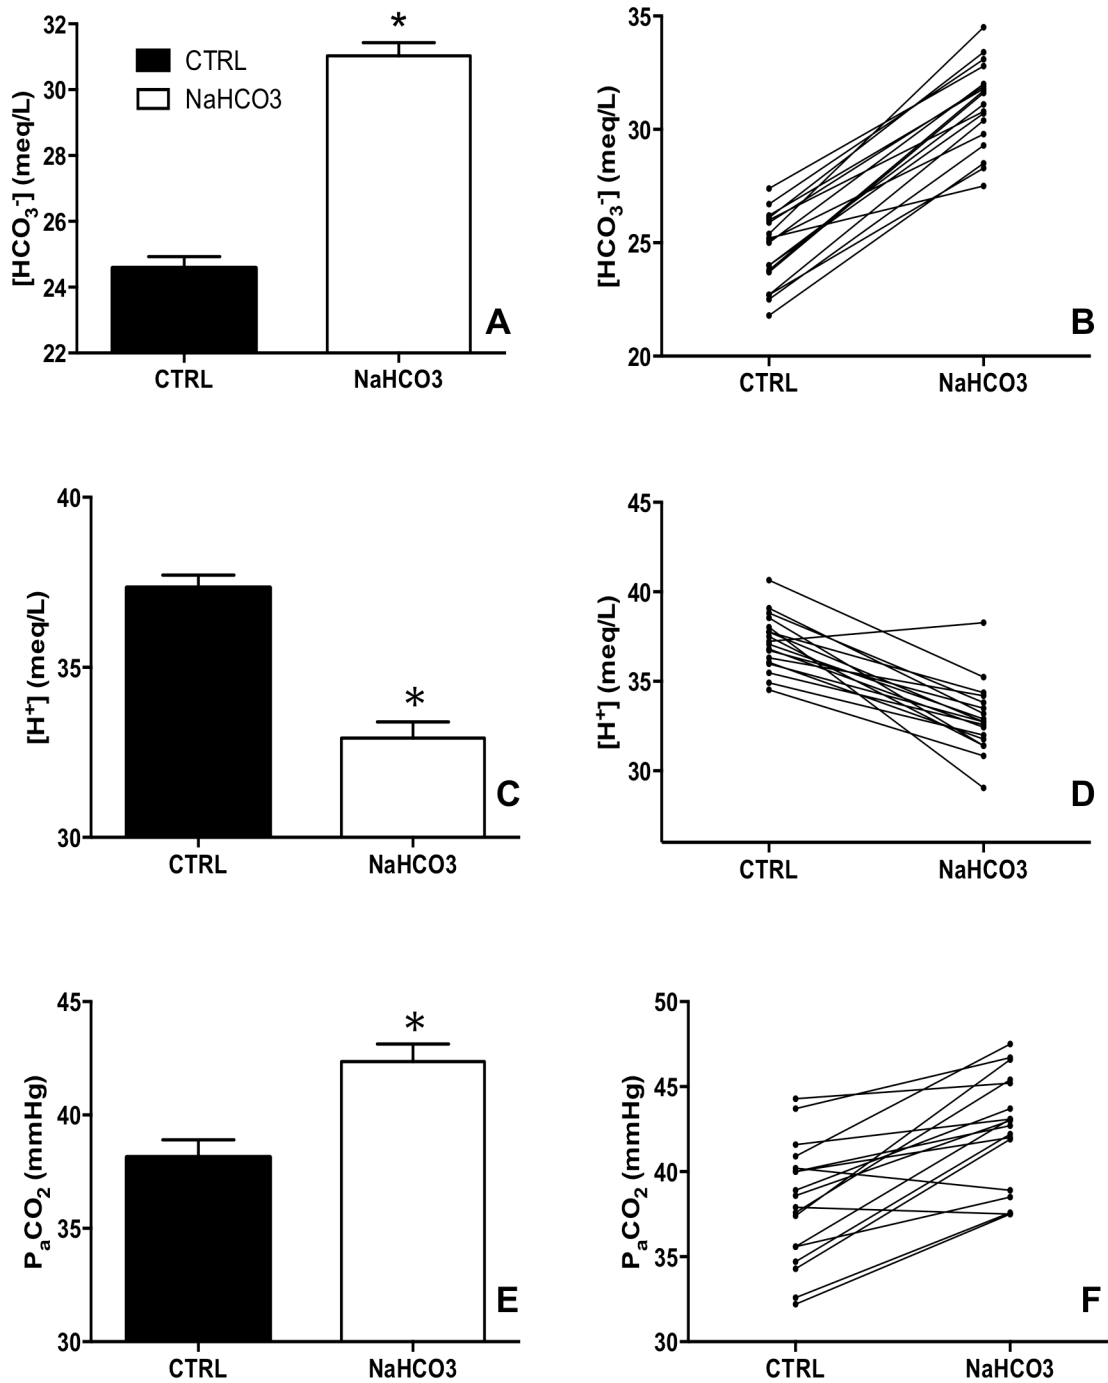 32
30
28
26
24
22
[HCO3-] (meq/L)
*
CTRL
NaHCO3
A
CTRL
NaHCO3
35
30
25
20
[HCO3-] (meq/L)
B
CTRL
NaHCO3
40
35
30
[H+] (meq/L)
*
C
CTRL
NaHCO3
45
40
35
30
[H+] (meq/L)
D
CTRL
NaHCO3
45
40
35
30
PaCO2 (mmHg)
*
E
CTRL
NaHCO3
50
45
40
35
30
PaCO2 (mmHg)
F
CTRL
NaHCO3